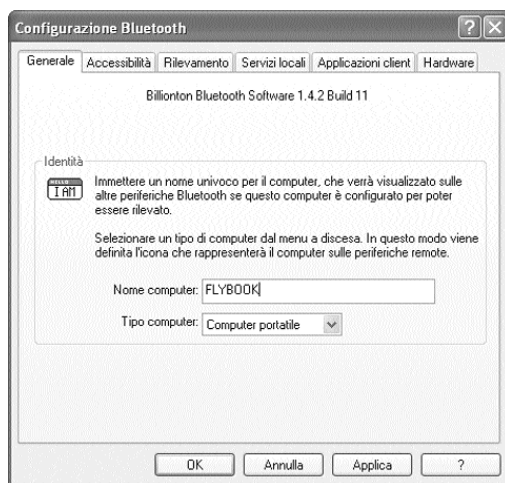 Configurazione Bluetooth
?
Generale Accessibilità Rilevamento Servizi locali Applicazioni client Hardware
Billionton Bluetooth Software 1.4.2 Build 11
Identità
HELLO
I AM
Immettere un nome univoco per il computer, che verrà visualizzato sulle
altre periferiche Bluetooth se questo computer è configurato per poter
essere rilevato.
Selezionare un tipo di computer dal menu a discesa. In questo modo viene
definita l'icona che rappresenterà il computer sulle periferiche remote.
Nome computer: FLYBOOK
Tipo computer: Computer portatile
OK Annulla Applica ?